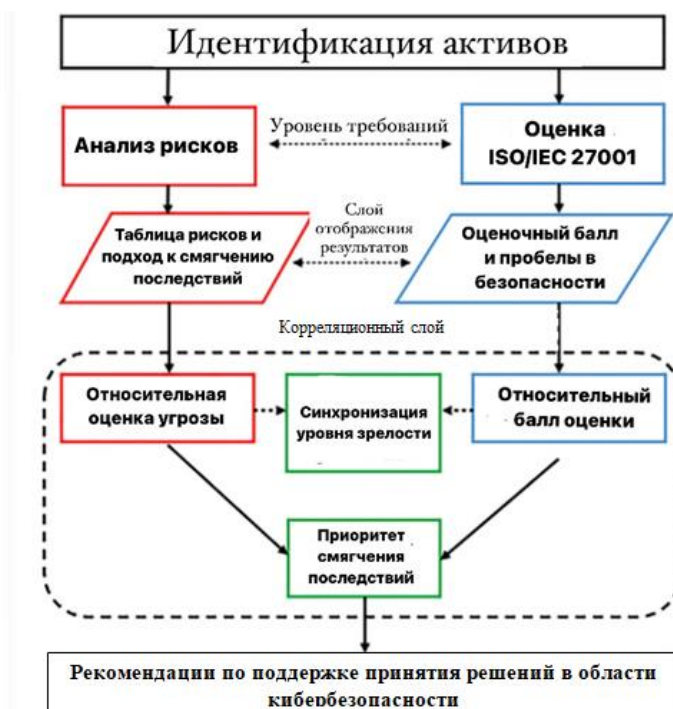 Идентификация активов
Анализ рисков
Уровень требований
Оценка
ISO/IEC 27001
Таблица рисков и
подход к смягчению
последствий
Слой
отображения
результатов
Оценочный балл
и пробелы в
безопасности
Корреляционный слой
Относительная
оценка угрозы
Синхронизация
уровня зрелости
Относительный
балл оценки
Приоритет
смягчения
последствий
Рекомендации по поддержке принятия решений в области
кибербезопасности